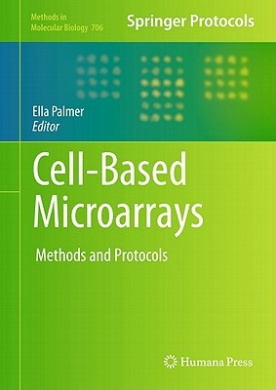 Methods in
Molecular Biology 706
Springer Protocols
Ella Palmer
Editor
Cell-Based
Microarrays
Methods and Protocols
Humana Press